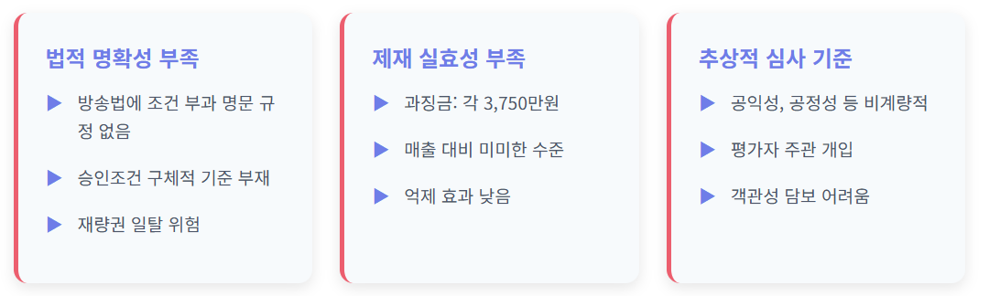 법적 명확성 부족
▶ 방송법에 조건 부과 명문 규
정 없음
▶ 승인조건 구체적 기준 부재
▶ 재량권 일탈 위험
제재 실효성 부족
▶ 과징금: 각 3,750만원
▶ 매출 대비 미미한 수준
▶ 억제 효과 낮음
추상적 심사 기준
▶ 공익성, 공정성 등 비계량적
▶ 평가자 주관 개입
▶ 객관성 담보 어려움